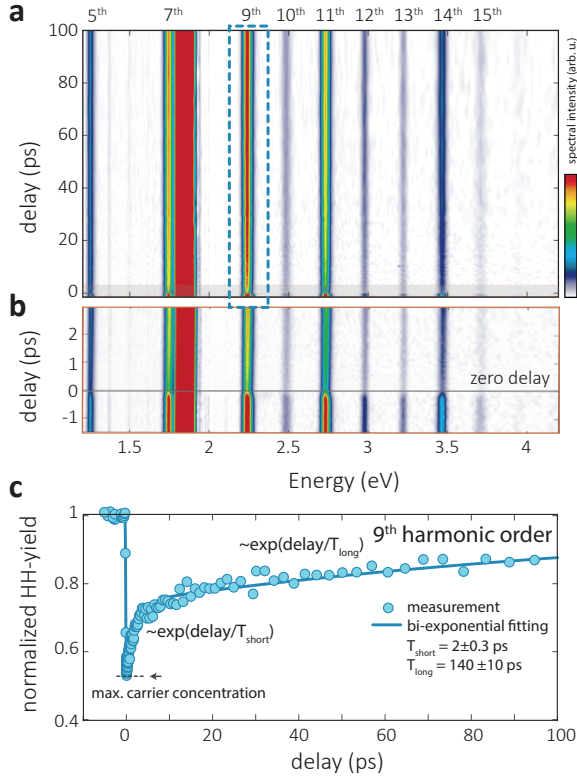 a
5th 7th 9th 10th 11th 12th 13th 14th 15th
100
80
60
40
20
0
delay (ps)
spectral intensity (arb. u.)
b
2
1
0
-1
delay (ps)
zero delay
1.5 2 2.5 3 3.5 4
Energy (eV)
c
9th harmonic order
1
0.8
0.6
0.4
normalized HH-yield
~exp(delay/Tlong)
~exp(delay/Tshort)
max. carrier concentration
measurement
bi-exponential fitting
Tshort = 2±0.3 ps
Tlong = 140 ±10 ps
0 20 40 60 80 100
delay (ps)